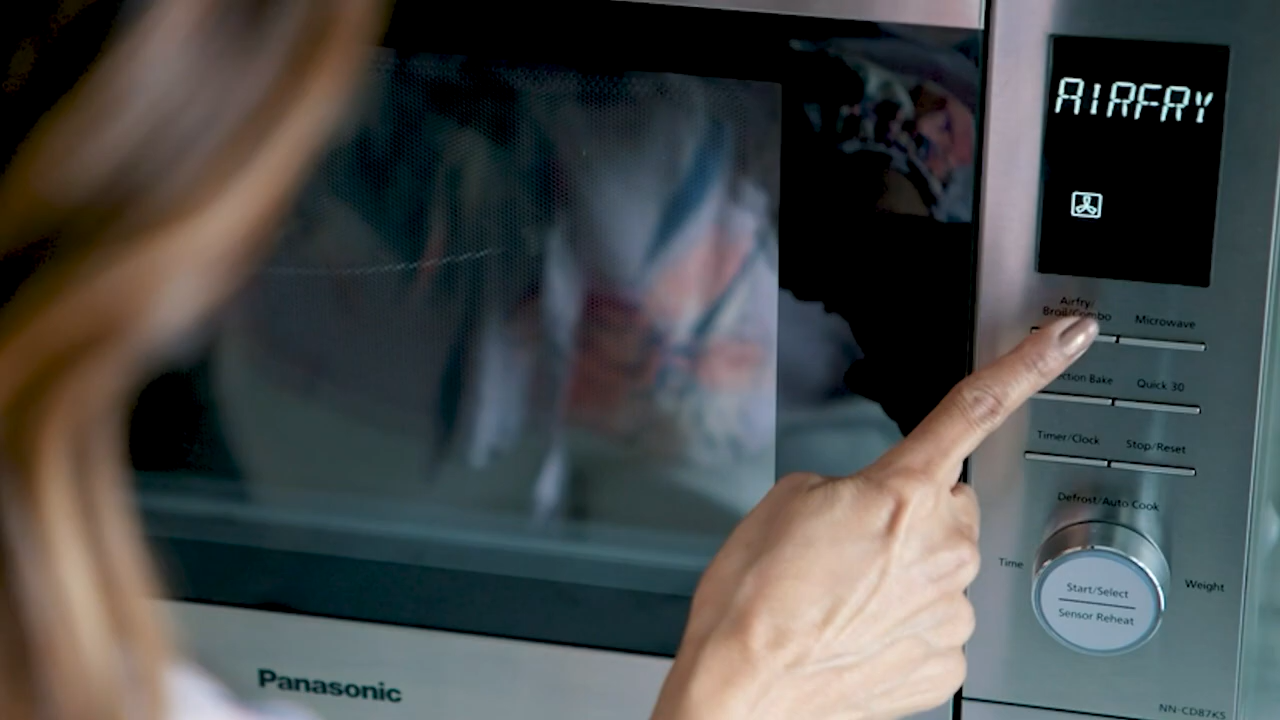 AIRFRY
Airfry/
Broil/Combo
Microwave
Bake
Quick 30
Timer/Clock
Stop/Reset
Defrost/Auto Cook
Time
Weight
Start/Select
Sensor Reheat
Panasonic
NN-CD87KS